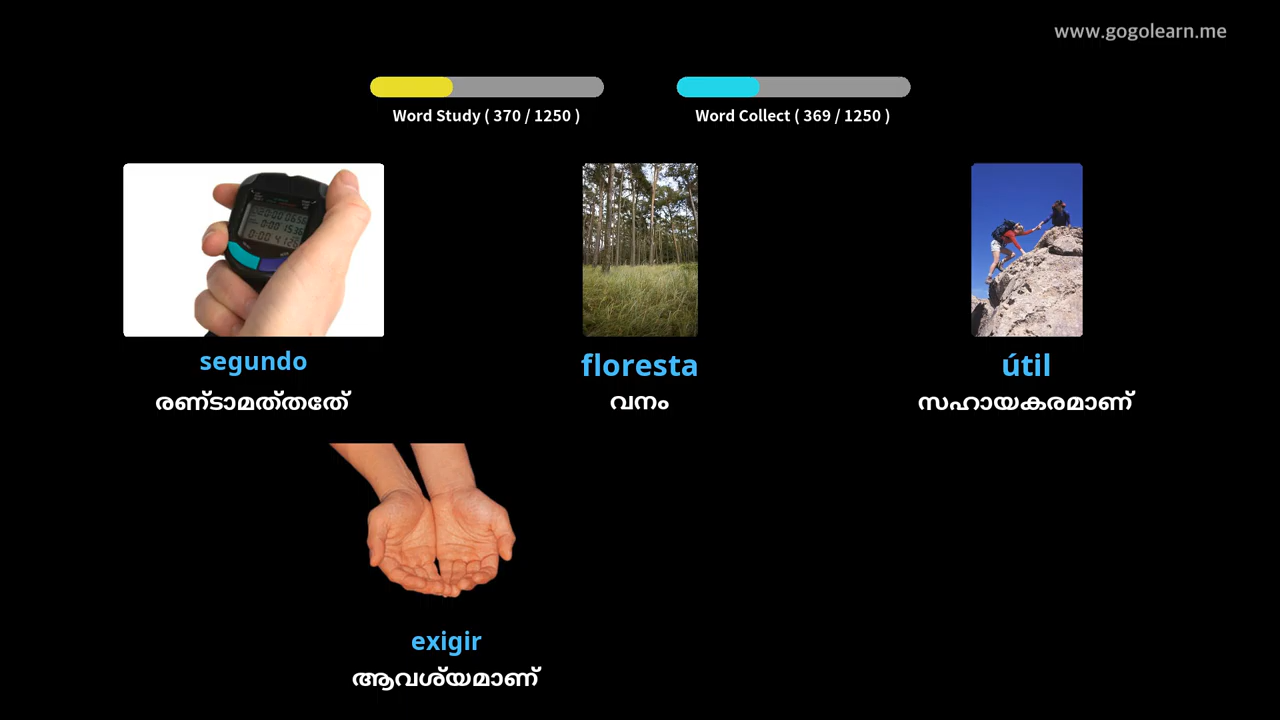 www.gogolearn.me
Word Study ( 370 / 1250 )
Word Collect ( 369 / 1250 )
segundo
floresta
útil
രണ്ടാമത്തതേ്
വനം
സഹായകരമാണ്
exigir
ആവശ്യമാണ്